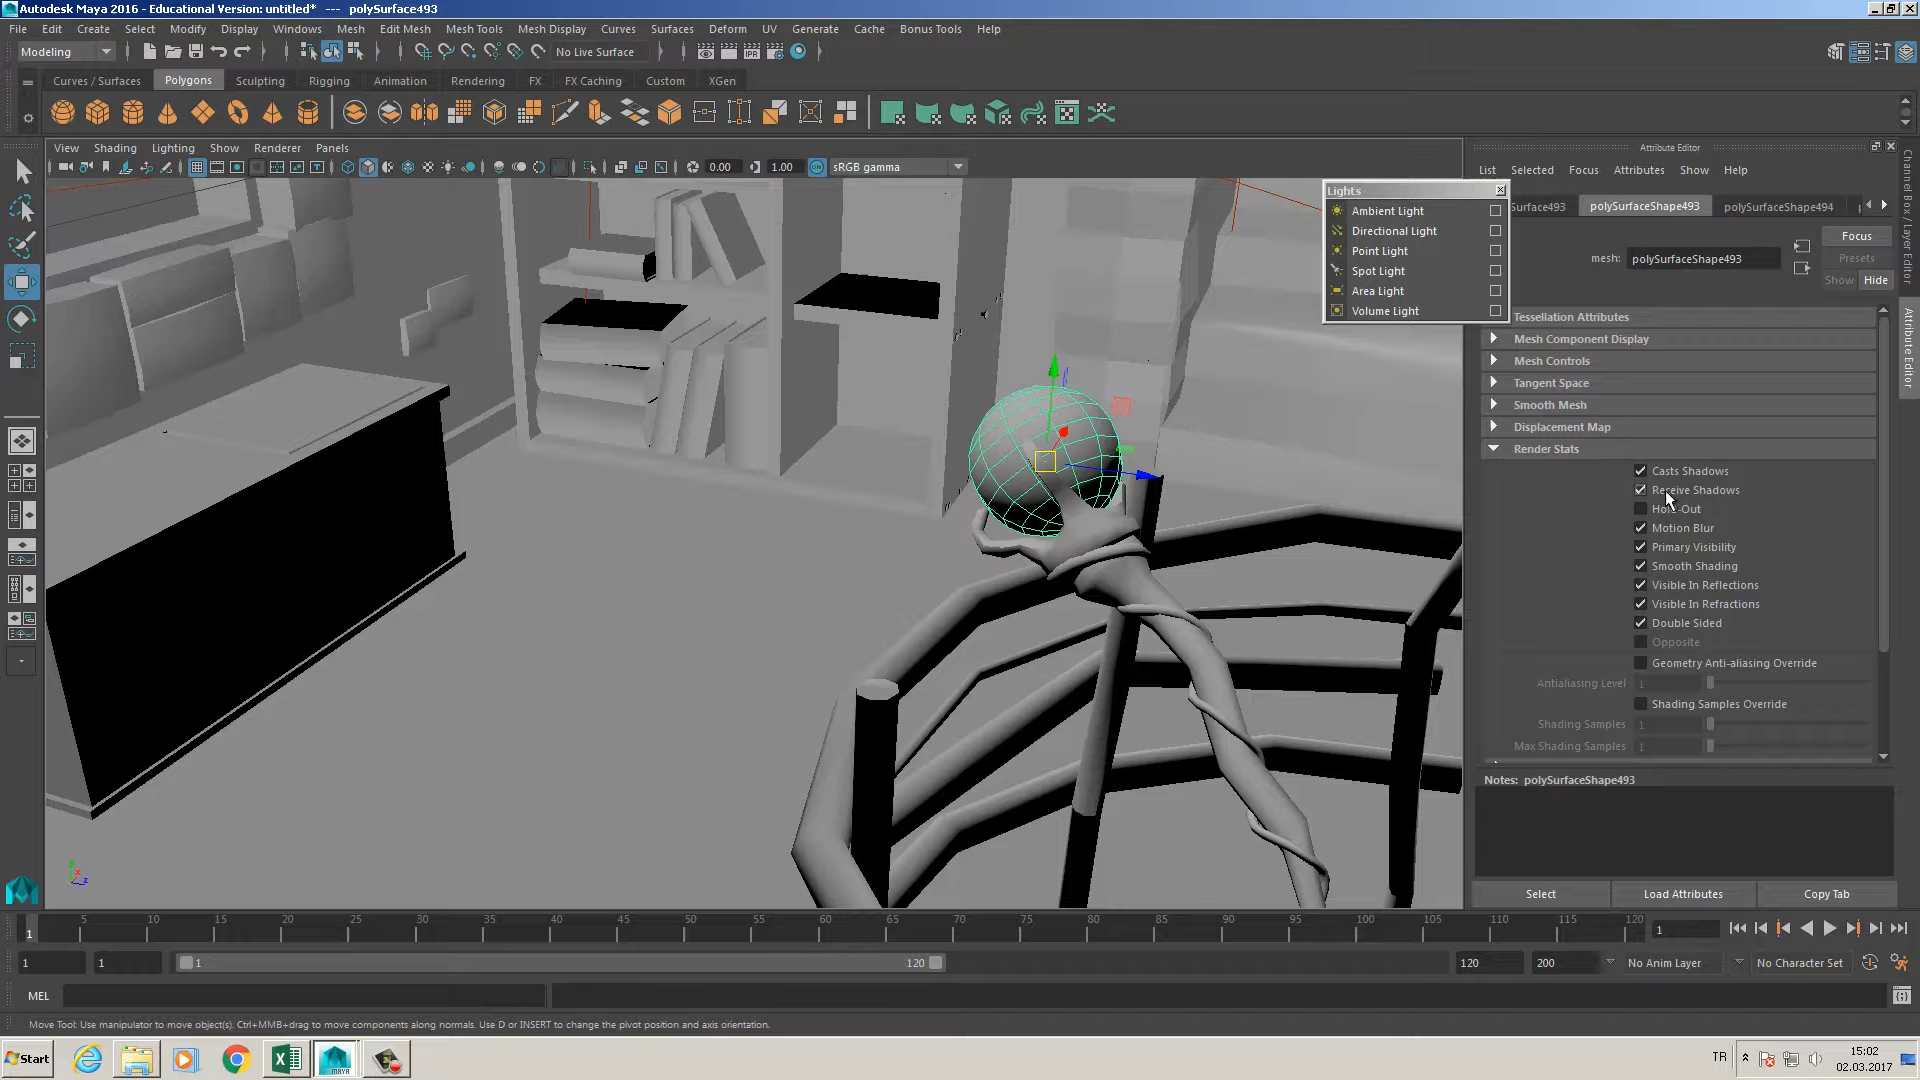 Autodesk Maya 2016 - Educational Version: untitled* --- polySurface493
File Edit Create Select Modify Display Windows Mesh Edit Mesh Mesh Tools Mesh Display Curves Surfaces Deform UV Generate Cache Bonus Tools Help
Modeling No Live Surface
Curves / Surfaces Polygons Sculpting Rigging Animation Rendering FX FX Caching Custom XGen
View Shading Lighting Show Renderer Panels
0.00 1.00 sRGB gamma
Lights
Ambient Light
Directional Light
Point Light
Spot Light
Area Light
Volume Light
Attribute Editor
List Selected Focus Attributes Show Help
Surface493 polySurfaceShape493 polySurfaceShape494
Focus
mesh: polySurfaceShape493
Presets
Show Hide
Tessellation Attributes
Mesh Component Display
Mesh Controls
Tangent Space
Smooth Mesh
Displacement Map
Render Stats
Casts Shadows
Receive Shadows
Hold-Out
Motion Blur
Primary Visibility
Smooth Shading
Visible In Reflections
Visible In Refractions
Double Sided
Opposite
Geometry Anti-aliasing Override
Antialiasing Level 1
Shading Samples Override
Shading Samples 1
Max Shading Samples 1
Notes: polySurfaceShape493
Select Load Attributes Copy Tab
Channel Box / Layer Editor
Attribute Editor
1 5 10 15 20 25 30 35 40 45 50 55 60 65 70 75 80 85 90 95 100 105 110 115 120 1
1 1 1 120 120 200 No Anim Layer No Character Set
MEL
Move Tool: Use manipulator to move object(s). Ctrl+MMB+drag to move components along normals. Use D or INSERT to change the pivot position and axis orientation.
Start TR 15:02
02.03.2017